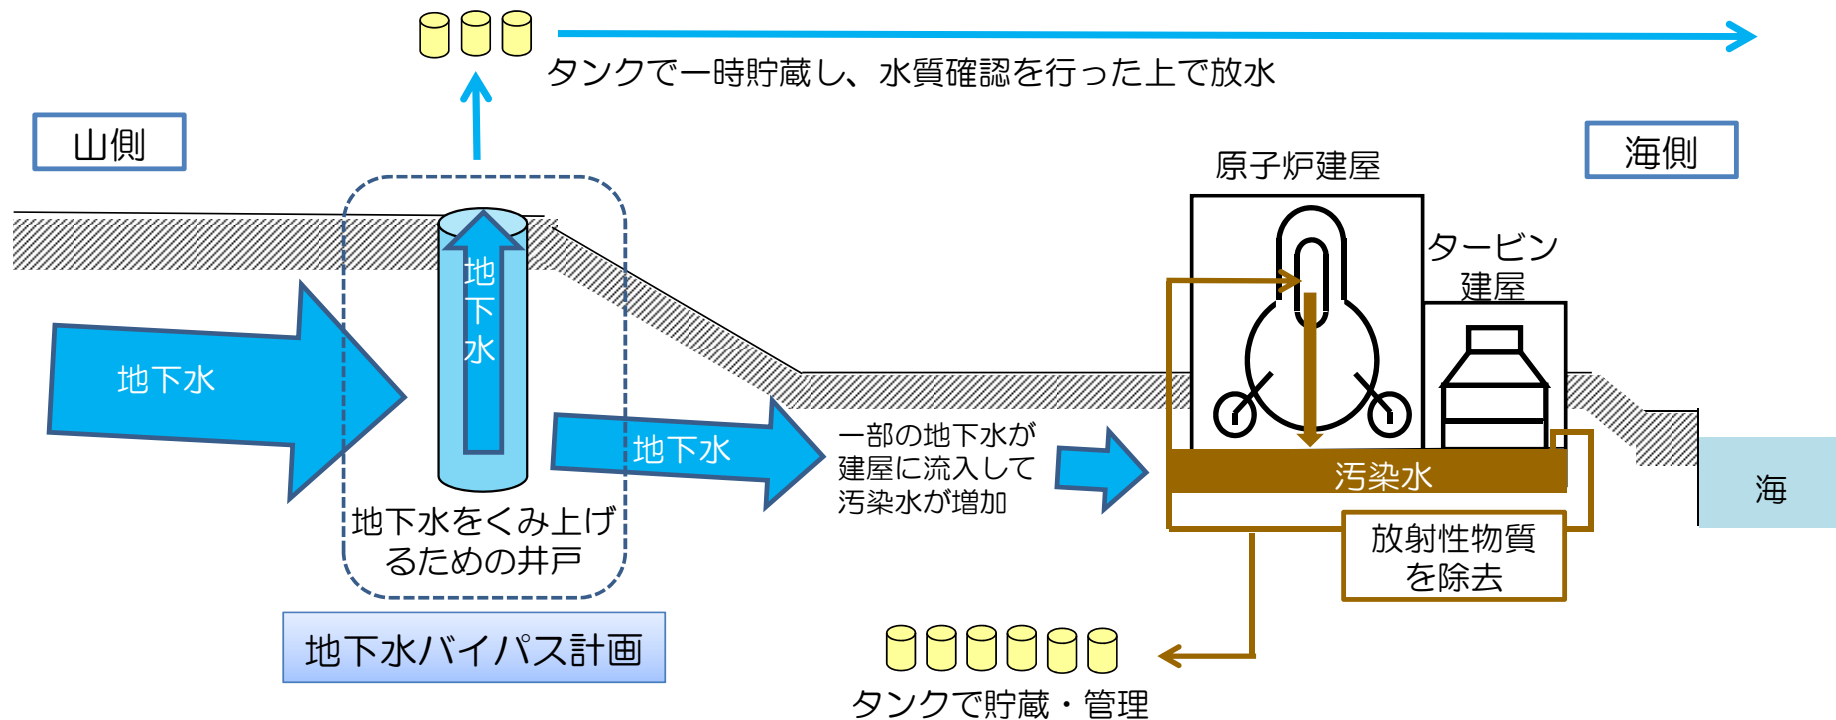 タンクで一時貯蔵し、水質確認を行った上で放水
山側
海側
原子炉建屋
タービン
建屋
地下水
地下水
地下水
一部の地下水が
建屋に流入して
汚染水が増加
汚染水
海
地下水をくみ上げ
るための井戸
放射性物質
を除去
地下水バイパス計画
タンクで貯蔵・管理